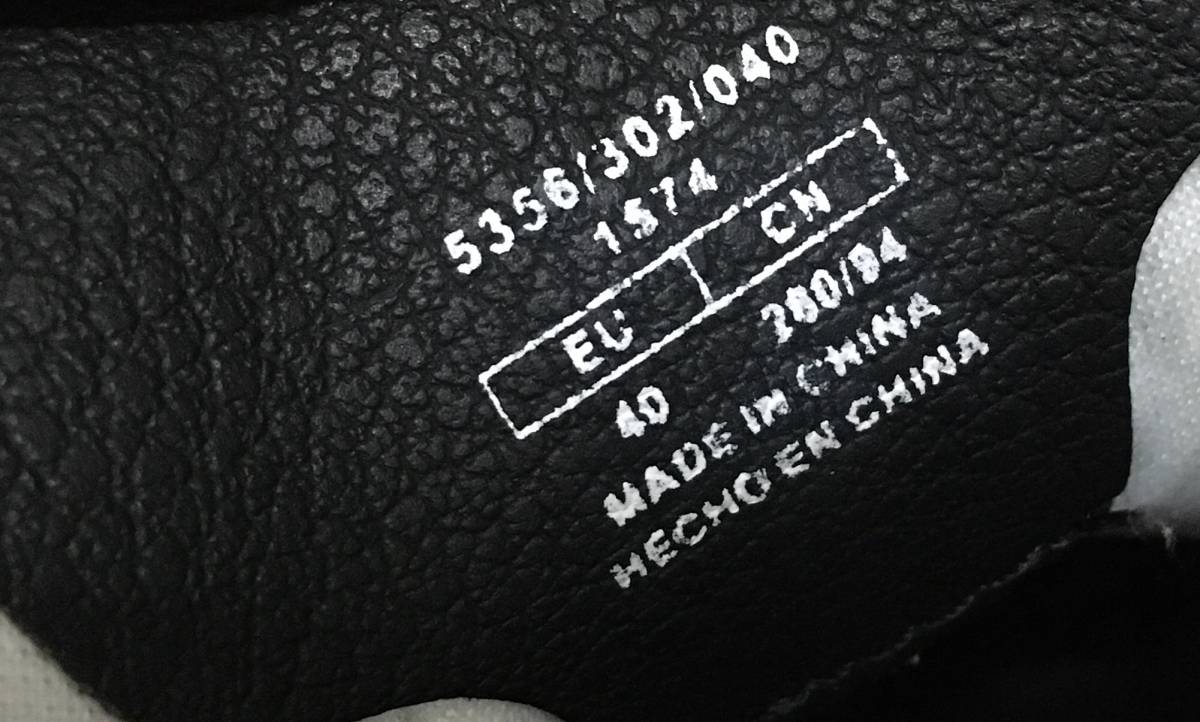 5356/302/040
1574
EU CN
40 260/94
MADE IN CHINA
HECHO EN CHINA